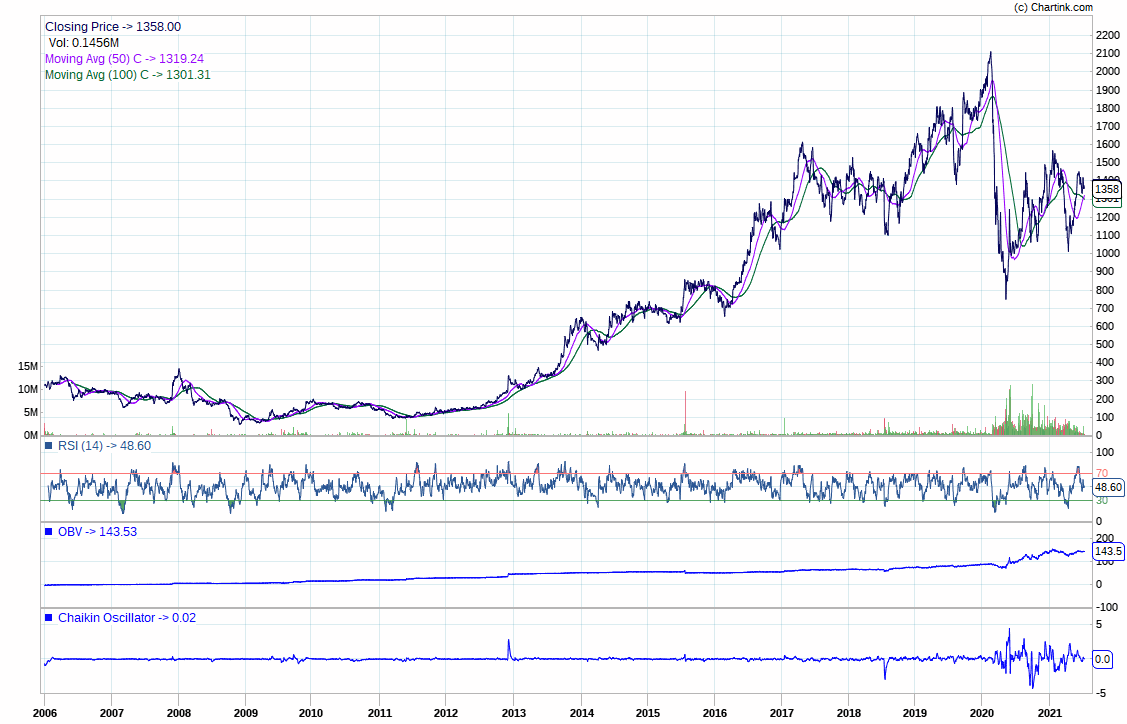 (c) Chartink.com
Closing Price -> 1358.00
Vol: 0.1456M
Moving Avg (50) C -> 1319.24
Moving Avg (100) C -> 1301.31
2200
2100
2000
1900
1800
1700
1600
1500
1400
1358
1301
1200
1100
1000
900
800
700
600
500
400
300
200
100
0
15M
10M
5M
0M
RSI (14) -> 48.60
100
70
48.60
30
0
OBV -> 143.53
200
143.5
100
0
-100
Chaikin Oscillator -> 0.02
5
0.0
-5
2006 2007 2008 2009 2010 2011 2012 2013 2014 2015 2016 2017 2018 2019 2020 2021